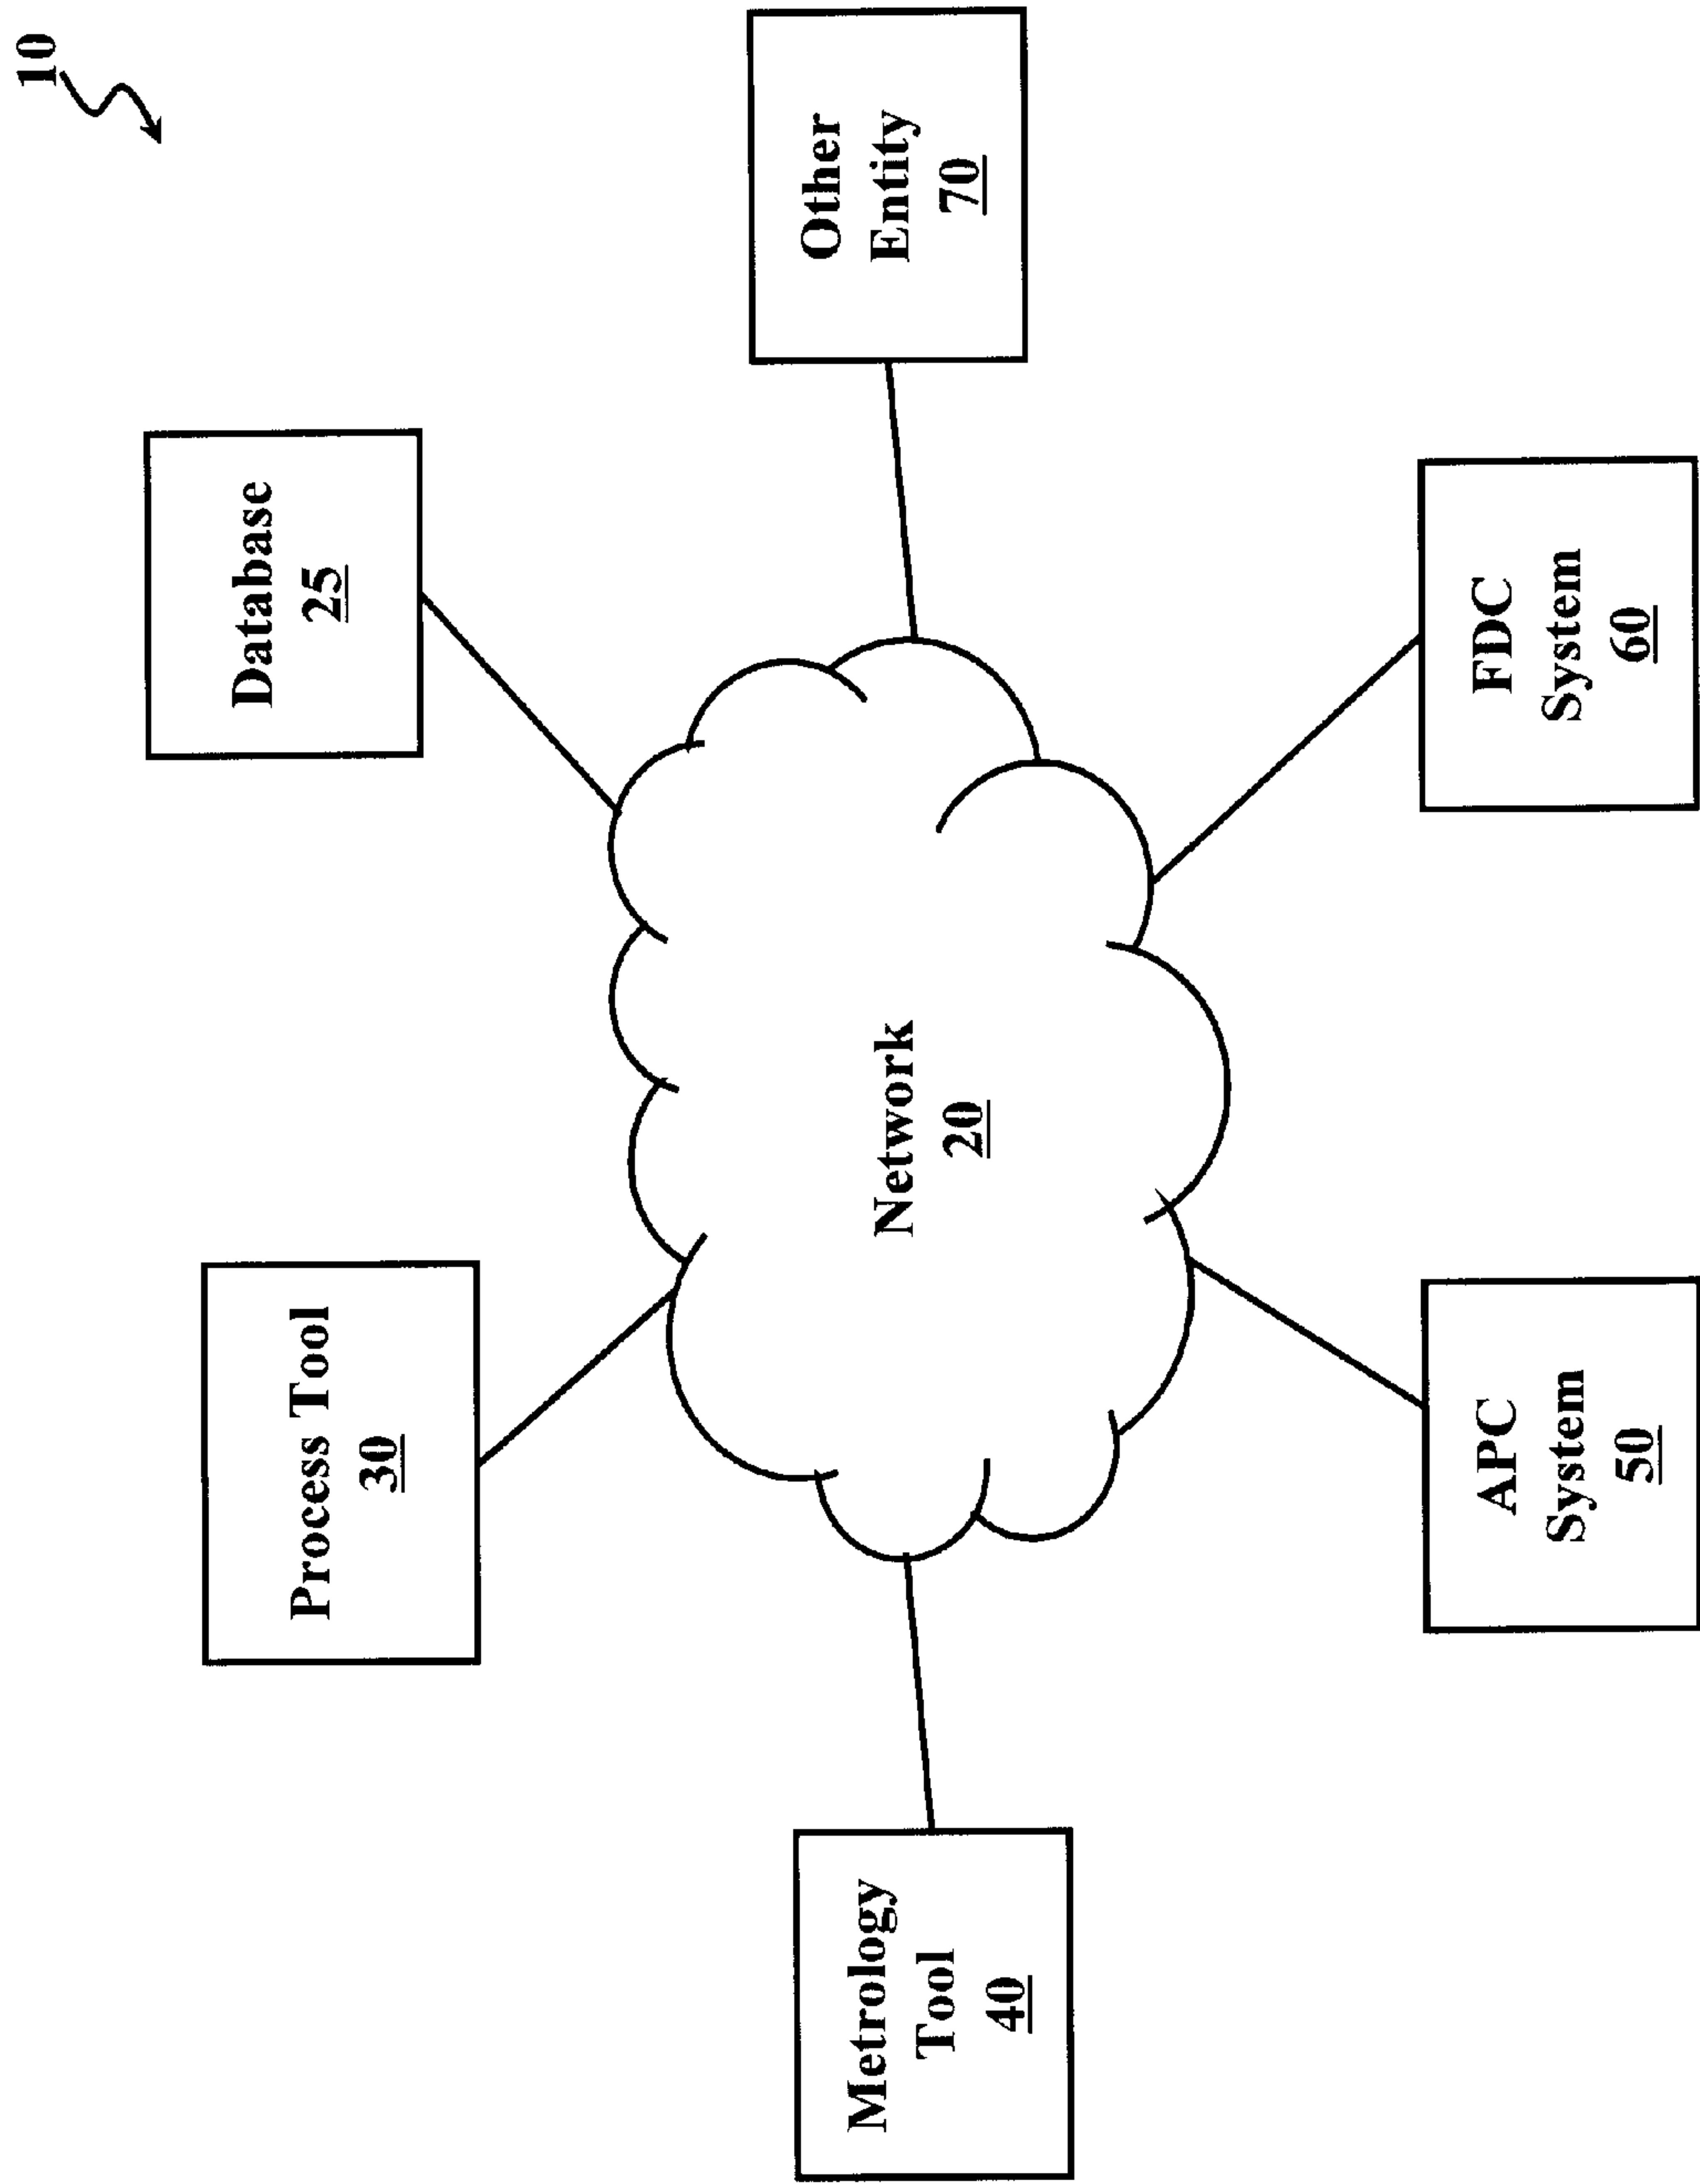 10
Process Tool
30
Database
25
Metrology
Tool
40
Network
20
Other
Entity
70
APC
System
50
FDC
System
60